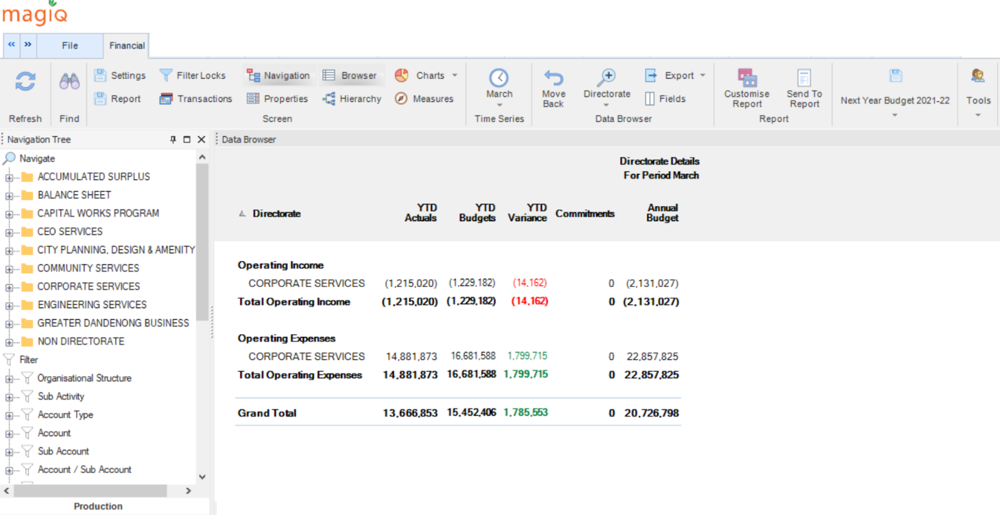 magiq
« » File Financial
Settings Filter Locks Navigation Browser Charts Export
Report Transactions Properties Hierarchy Measures March Move Back Directorate Fields Customise Report Send To Report Next Year Budget 2021-22 Tools
Refresh Find Screen Time Series Data Browser Report
Navigation Tree Data Browser
Navigate
ACCUMULATED SURPLUS
BALANCE SHEET
CAPITAL WORKS PROGRAM
CEO SERVICES
CITY PLANNING, DESIGN & AMENITY
COMMUNITY SERVICES
CORPORATE SERVICES
ENGINEERING SERVICES
GREATER DANDENONG BUSINESS
NON DIRECTORATE
Filter
Organisational Structure
Sub Activity
Account Type
Account
Sub Account
Account / Sub Account
Production
Directorate Details
For Period March
Directorate YTD Actuals YTD Budgets YTD Variance Commitments Annual Budget
Operating Income
CORPORATE SERVICES (1,215,020) (1,229,182) (14,162) 0 (2,131,027)
Total Operating Income (1,215,020) (1,229,182) (14,162) 0 (2,131,027)
Operating Expenses
CORPORATE SERVICES 14,881,873 16,681,588 1,799,715 0 22,857,825
Total Operating Expenses 14,881,873 16,681,588 1,799,715 0 22,857,825
Grand Total 13,666,853 15,452,406 1,785,553 0 20,726,798